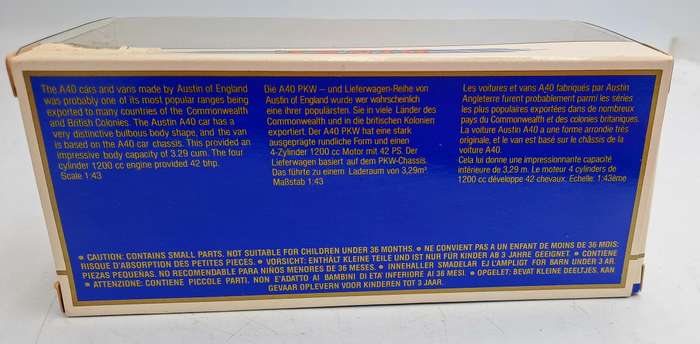 The A40 cars and vans made by Austin of England
was probably one of its most popular ranges being
exported to many countries of the Commonwealth
and British Colonies. The Austin A40 car has a
very distinctive bulbous body shape, and the van
is based on the A40 car chassis. This provided an
impressive body capacity of 3.29 cum. The four
cylinder 1200 cc engine provided 42 bhp.
Scale 1:43
Die A40 PKW – und Lieferwagen-Reihe von
Austin of England wurde wer wahrscheinlich
eine ihrer populärsten. Sie in viele Länder des
Commonwealth und in die britischen Kolonien
exportiert. Der A40 PKW hat eine stark
ausgeprägte rundliche Form und einen
4-Zylinder 1200 cc Motor mit 42 PS. Der
Lieferwagen basiert auf dem PKW-Chassis.
Das führte zu einem Laderaum von 3,29m³
Maßstab 1:43
Les voitures et vans A40 fabriqués par Austin
Angleterre furent probablement parmi les séries
les plus populaires exportées dans de nombreux
pays du Commonwealth et des colonies britaniques.
La voiture Austin A40 a une forme arrondie très
originale, et le van est basé sur le châssis de la
voiture A40.
Cela lui donne une impressionnante capacité
intérieure de 3,29 m. Le moteur 4 cylinders de
1200 cc développe 42 chevaux. Echelle: 1:43ème
• CAUTION: CONTAINS SMALL PARTS. NOT SUITABLE FOR CHILDREN UNDER 36 MONTHS. • NE CONVIENT PAS A UN ENFANT DE MOINS DE 36 MOIS:
RISQUE D'ABSORPTION DES PETITES PIECES. • VORSICHT: ENTHÄLT KLEINE TEILE UND IST NUR FÜR KINDER AB 3 JAHRE GEEIGNET. • CONTIENE
PIEZAS PEQUEÑAS. NO RECOMENDABLE PARA NIÑOS MENORES DE 36 MESES. • INNEHALLER SMADELAR EJ LAMPLIGT FOR BARN UNDER 3 AR.
• ATTENZIONE: CONTIENE PICCOLE PARTI. NON E'ADATTO AI BAMBINI DI ETA' INFERIORE AI 36 MESI. • OPGELET: BEVAT KLEINE DEELTJES. KAN
GEVAAR OPLEVERN VOOR KINDEREN TOT 3 JAAR.